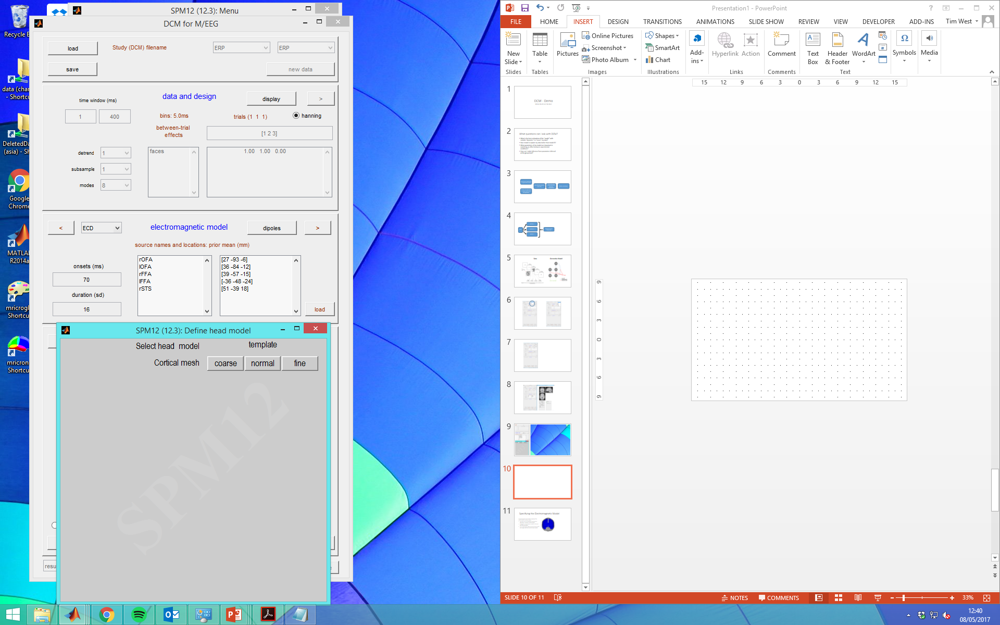 Recycle B
data (char
- Shortcu
DeletedDa
(asia) - Sh
Google
Chrome
MATLA
R2014a
mricrogl
Shortcu
mricron
Shortcu
SPM12 (12.3): Menu
DCM for M/EEG
load
Study (DCM) filename
ERP
ERP
save
new data
time window (ms)
data and design
display
>
1
400
bins: 5.0ms
trials (1 1 1)
hanning
between-trial
effects
[1 2 3]
detrend
1
faces
1.00 1.00 0.00
subsample
1
modes
8
<
ECD
electromagnetic model
dipoles
>
source names and locations: prior mean (mm)
onsets (ms)
70
duration (sd)
16
rOFA
lOFA
rFFA
lFFA
rSTS
[27 -93 -6]
[36 -84 -12]
[39 -57 -15]
[-36 -48 -24]
[51 -39 18]
load
SPM12 (12.3): Define head model
Select head model
template
Cortical mesh
coarse
normal
fine
SPM12
resu
Presentation1 - PowerPoint
?
FILE
HOME
INSERT
DESIGN
TRANSITIONS
ANIMATIONS
SLIDE SHOW
REVIEW
VIEW
DEVELOPER
ADD-INS
Tim West
New
Slide
Slides
Table
Tables
Pictures
Online Pictures
Screenshot
Photo Album
Images
Shapes
SmartArt
Chart
Illustrations
Add-
ins
Hyperlink
Action
Links
Comment
Comments
Text
Box
Header
& Footer
WordArt
Text
Symbols
Media
15 12 9 6 3 0 3 6 9 12 15
9
6
3
0
3
6
9
1
DCM - Demo
2
What questions can I ask with DCM?
3
4
5
6
7
8
9
10
11
Specifying the Electromagnetic Model
SLIDE 10 OF 11
NOTES
COMMENTS
33%
12:40
08/05/2017